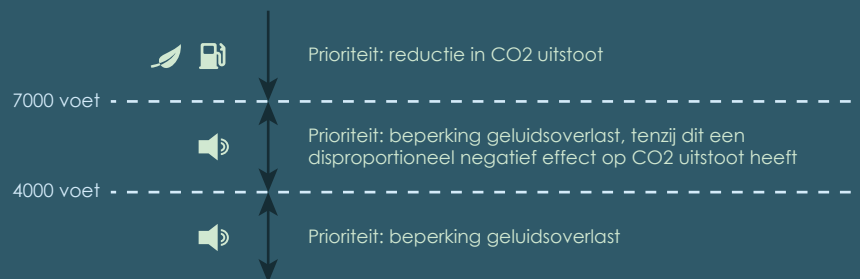 Prioriteit: reductie in CO2 uitstoot
7000 voet
Prioriteit: beperking geluidsoverlast, tenzij dit een
disproportioneel negatief effect op CO2 uitstoot heeft
4000 voet
Prioriteit: beperking geluidsoverlast